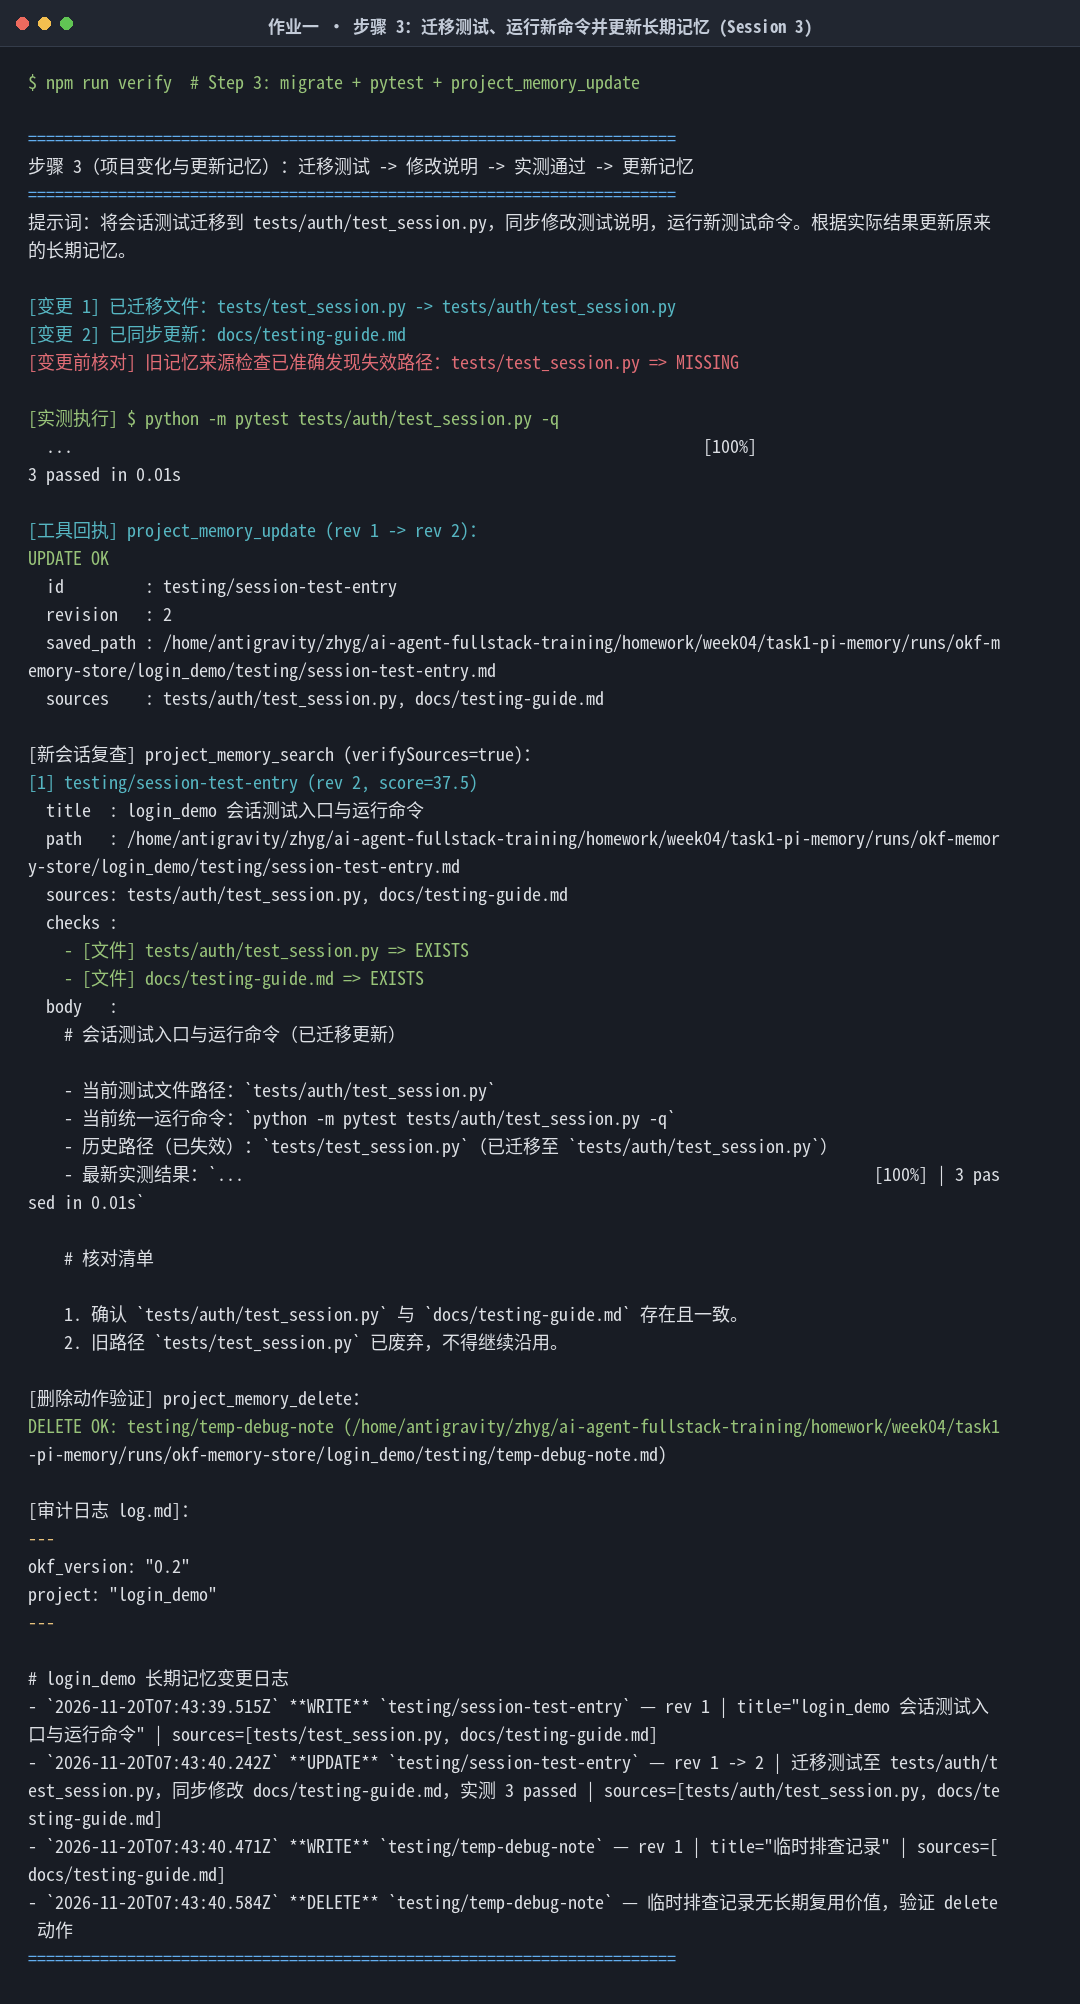 作业一 · 步骤 3: 迁移测试、运行新命令并更新长期记忆 (Session 3)
$ npm run verify  # Step 3: migrate + pytest + project_memory_update
========================================================================
步骤 3（项目变化与更新记忆）: 迁移测试 -> 修改说明 -> 实测通过 -> 更新记忆
========================================================================
提示词: 将会话测试迁移到 tests/auth/test_session.py，同步修改测试说明，运行新测试命令。根据实际结果更新原来
的长期记忆。
[变更 1] 已迁移文件: tests/test_session.py -> tests/auth/test_session.py
[变更 2] 已同步更新: docs/testing-guide.md
[变更前核对] 旧记忆来源检查已准确发现失效路径: tests/test_session.py => MISSING
[实测执行] $ python -m pytest tests/auth/test_session.py -q
  ...                                                                      [100%]
3 passed in 0.01s
[工具回执] project_memory_update (rev 1 -> rev 2):
UPDATE OK
  id         : testing/session-test-entry
  revision   : 2
  saved_path : /home/antigravity/zhyg/ai-agent-fullstack-training/homework/week04/task1-pi-memory/runs/okf-m
emory-store/login_demo/testing/session-test-entry.md
  sources    : tests/auth/test_session.py, docs/testing-guide.md
[新会话复查] project_memory_search (verifySources=true):
[1] testing/session-test-entry (rev 2, score=37.5)
  title  : login_demo 会话测试入口与运行命令
  path   : /home/antigravity/zhyg/ai-agent-fullstack-training/homework/week04/task1-pi-memory/runs/okf-memor
y-store/login_demo/testing/session-test-entry.md
  sources: tests/auth/test_session.py, docs/testing-guide.md
  checks :
    - [文件] tests/auth/test_session.py => EXISTS
    - [文件] docs/testing-guide.md => EXISTS
  body   :
    # 会话测试入口与运行命令（已迁移更新）
    - 当前测试文件路径: `tests/auth/test_session.py`
    - 当前统一运行命令: `python -m pytest tests/auth/test_session.py -q`
    - 历史路径（已失效）: `tests/test_session.py`（已迁移至 `tests/auth/test_session.py`）
    - 最新实测结果: `...                                                                      [100%] | 3 pas
sed in 0.01s`
    # 核对清单
    1. 确认 `tests/auth/test_session.py` 与 `docs/testing-guide.md` 存在且一致。
    2. 旧路径 `tests/test_session.py` 已废弃，不得继续沿用。
[删除动作验证] project_memory_delete:
DELETE OK: testing/temp-debug-note (/home/antigravity/zhyg/ai-agent-fullstack-training/homework/week04/task1
-pi-memory/runs/okf-memory-store/login_demo/testing/temp-debug-note.md)
[审计日志 log.md]:
---
okf_version: "0.2"
project: "login_demo"
---
# login_demo 长期记忆变更日志
- `2026-11-20T07:43:39.515Z` **WRITE** `testing/session-test-entry` — rev 1 | title="login_demo 会话测试入
口与运行命令" | sources=[tests/test_session.py, docs/testing-guide.md]
- `2026-11-20T07:43:40.242Z` **UPDATE** `testing/session-test-entry` — rev 1 -> 2 | 迁移测试至 tests/auth/t
est_session.py，同步修改 docs/testing-guide.md，实测 3 passed | sources=[tests/auth/test_session.py, docs/te
sting-guide.md]
- `2026-11-20T07:43:40.471Z` **WRITE** `testing/temp-debug-note` — rev 1 | title="临时排查记录" | sources=[
docs/testing-guide.md]
- `2026-11-20T07:43:40.584Z` **DELETE** `testing/temp-debug-note` — 临时排查记录无长期复用价值，验证 delete
 动作
========================================================================